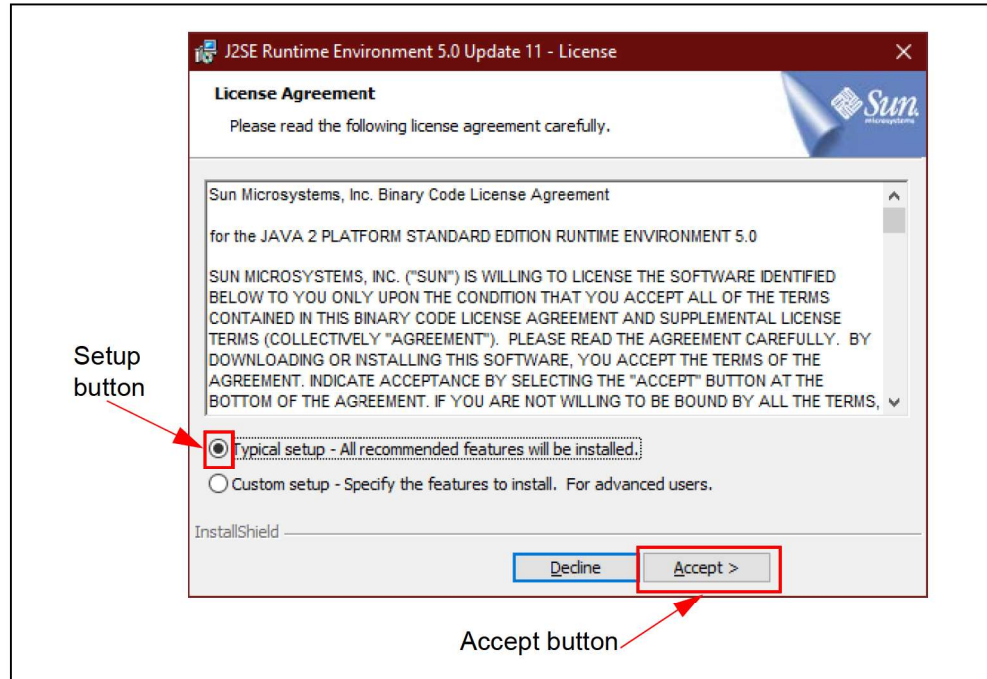 J2SE Runtime Environment 5.0 Update 11 - License
License Agreement
Please read the following license agreement carefully.
Sun
microsystems
Sun Microsystems, Inc. Binary Code License Agreement
for the JAVA 2 PLATFORM STANDARD EDITION RUNTIME ENVIRONMENT 5.0
SUN MICROSYSTEMS, INC. ("SUN") IS WILLING TO LICENSE THE SOFTWARE IDENTIFIED
BELOW TO YOU ONLY UPON THE CONDITION THAT YOU ACCEPT ALL OF THE TERMS
CONTAINED IN THIS BINARY CODE LICENSE AGREEMENT AND SUPPLEMENTAL LICENSE
TERMS (COLLECTIVELY "AGREEMENT"). PLEASE READ THE AGREEMENT CAREFULLY. BY
DOWNLOADING OR INSTALLING THIS SOFTWARE, YOU ACCEPT THE TERMS OF THE
AGREEMENT. INDICATE ACCEPTANCE BY SELECTING THE "ACCEPT" BUTTON AT THE
BOTTOM OF THE AGREEMENT. IF YOU ARE NOT WILLING TO BE BOUND BY ALL THE TERMS,
Setup
button
Typical setup - All recommended features will be installed.
Custom setup - Specify the features to install. For advanced users.
InstallShield
Decline
Accept >
Accept button